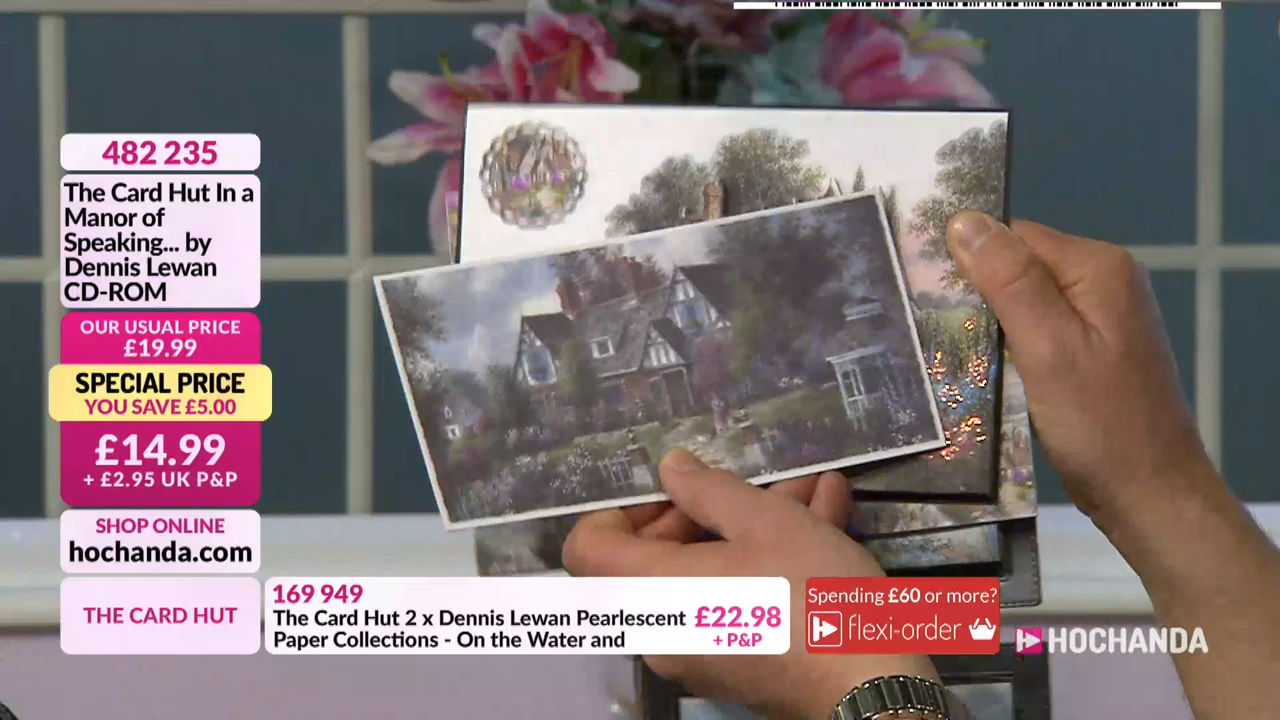 482 235
The Card Hut In a
Manor of
Speaking... by
Dennis Lewan
CD-ROM
OUR USUAL PRICE
£19.99
SPECIAL PRICE
YOU SAVE £5.00
£14.99
+ £2.95 UK P&P
SHOP ONLINE
hochanda.com
THE CARD HUT
169 949
The Card Hut 2 x Dennis Lewan Pearlescent
Paper Collections - On the Water and
£22.98
+ P&P
Spending £60 or more?
flexi-order
HOCHANDA